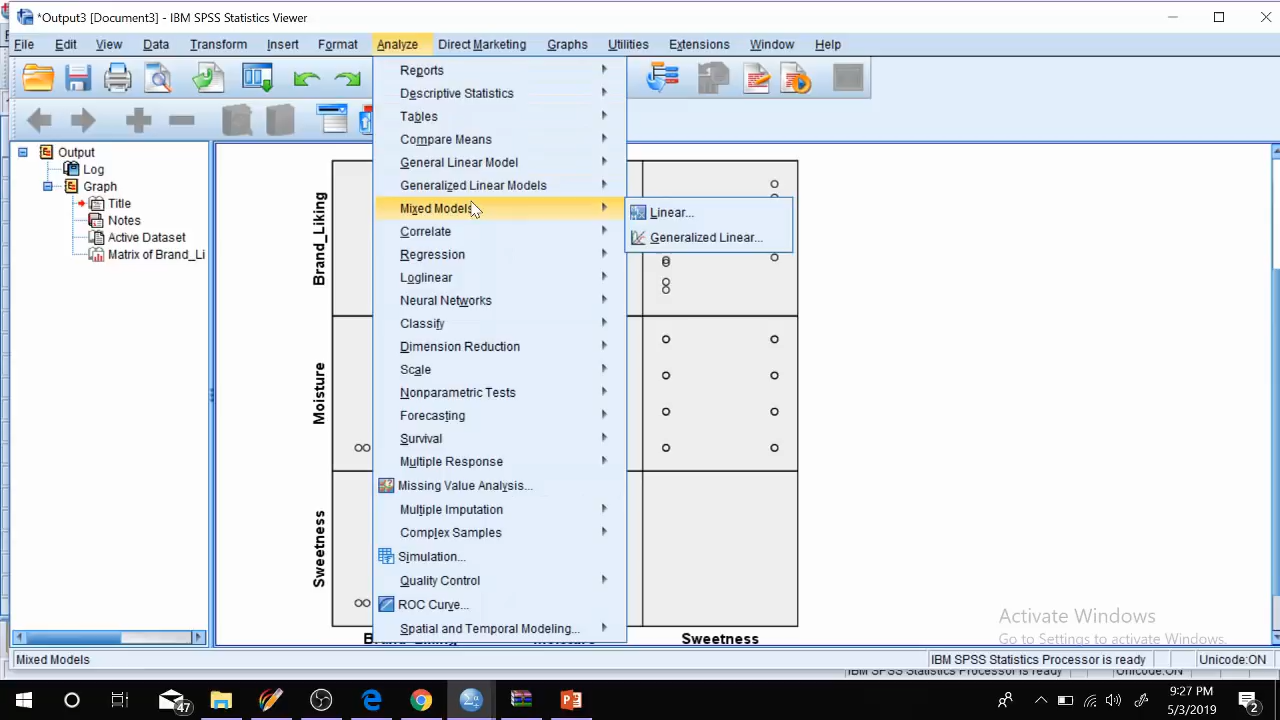 *Output3 [Document3] - IBM SPSS Statistics Viewer
File Edit View Data Transform Insert Format Analyze Direct Marketing Graphs Utilities Extensions Window Help
Output
Log
Graph
Title
Notes
Active Dataset
Matrix of Brand_Li
Brand_Liking
Moisture
Sweetness
Reports
Descriptive Statistics
Tables
Compare Means
General Linear Model
Generalized Linear Models
Mixed Models
Correlate
Regression
Loglinear
Neural Networks
Classify
Dimension Reduction
Scale
Nonparametric Tests
Forecasting
Survival
Multiple Response
Missing Value Analysis...
Multiple Imputation
Complex Samples
Simulation...
Quality Control
ROC Curve...
Spatial and Temporal Modeling...
Linear...
Generalized Linear...
Sweetness
Activate Windows
Go to Settings to activate Windows.
Mixed Models
IBM SPSS Statistics Processor is ready
Unicode:ON
47
9:27 PM
5/3/2019
2